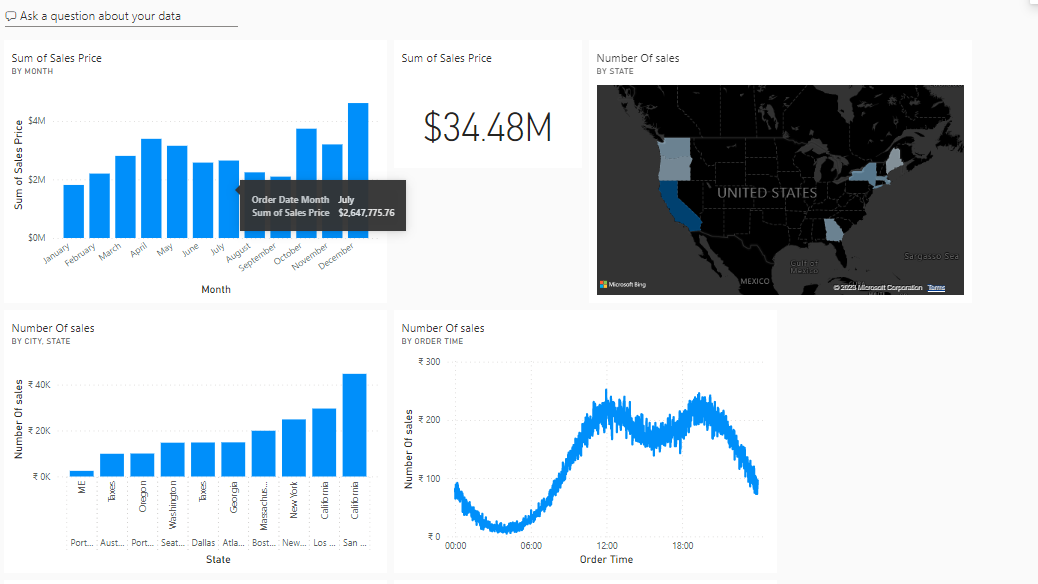 Ask a question about your data
Sum of Sales Price
BY MONTH
Sum of Sales Price
$4M
$2M
$0M
January
February
March
April
May
June
July
August
September
October
November
December
Month
Order Date Month July
Sum of Sales Price $2,647,775.76
Sum of Sales Price
$34.48M
Number Of sales
BY STATE
UNITED STATES
MEXICO
Gulf of
Mexico
Sargasso Sea
Microsoft Bing
© 2023 Microsoft Corporation Terms
Number Of sales
BY CITY, STATE
Number Of sales
₹ 40K
₹ 20K
₹ 0K
ME
Taxes
Oregon
Washington
Taxes
Georgia
Massachus...
New York
California
California
Port... Aust... Port... Seat... Dallas Atla... Bost... New... Los ... San ...
State
Number Of sales
BY ORDER TIME
Number Of sales
₹ 300
₹ 200
₹ 100
₹ 0
00:00 06:00 12:00 18:00
Order Time